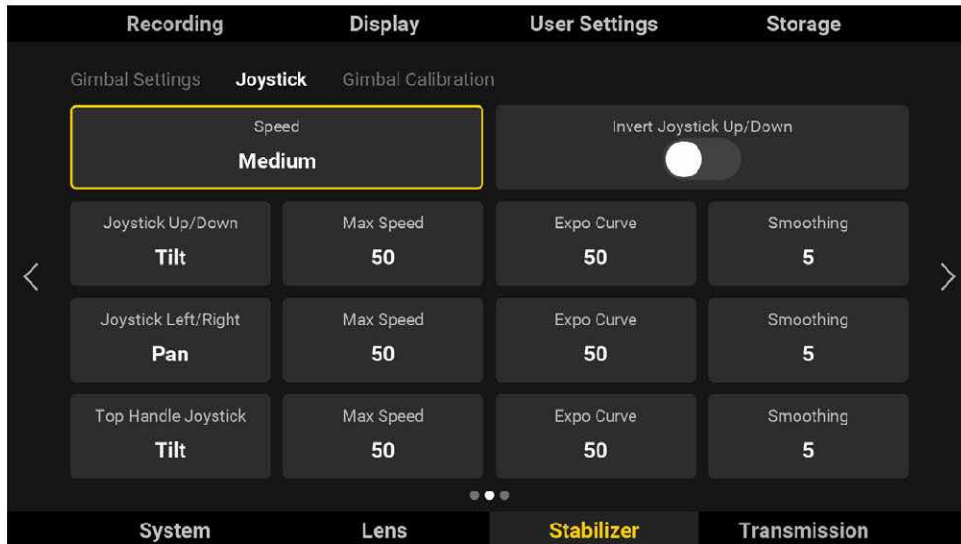 Recording Display User Settings Storage
Gimbal Settings Joystick Gimbal Calibration
Speed Invert Joystick Up/Down
Medium
Joystick Up/Down Max Speed Expo Curve Smoothing
Tilt 50 50 5
Joystick Left/Right Max Speed Expo Curve Smoothing
Pan 50 50 5
Top Handle Joystick Max Speed Expo Curve Smoothing
Tilt 50 50 5
System Lens Stabilizer Transmission